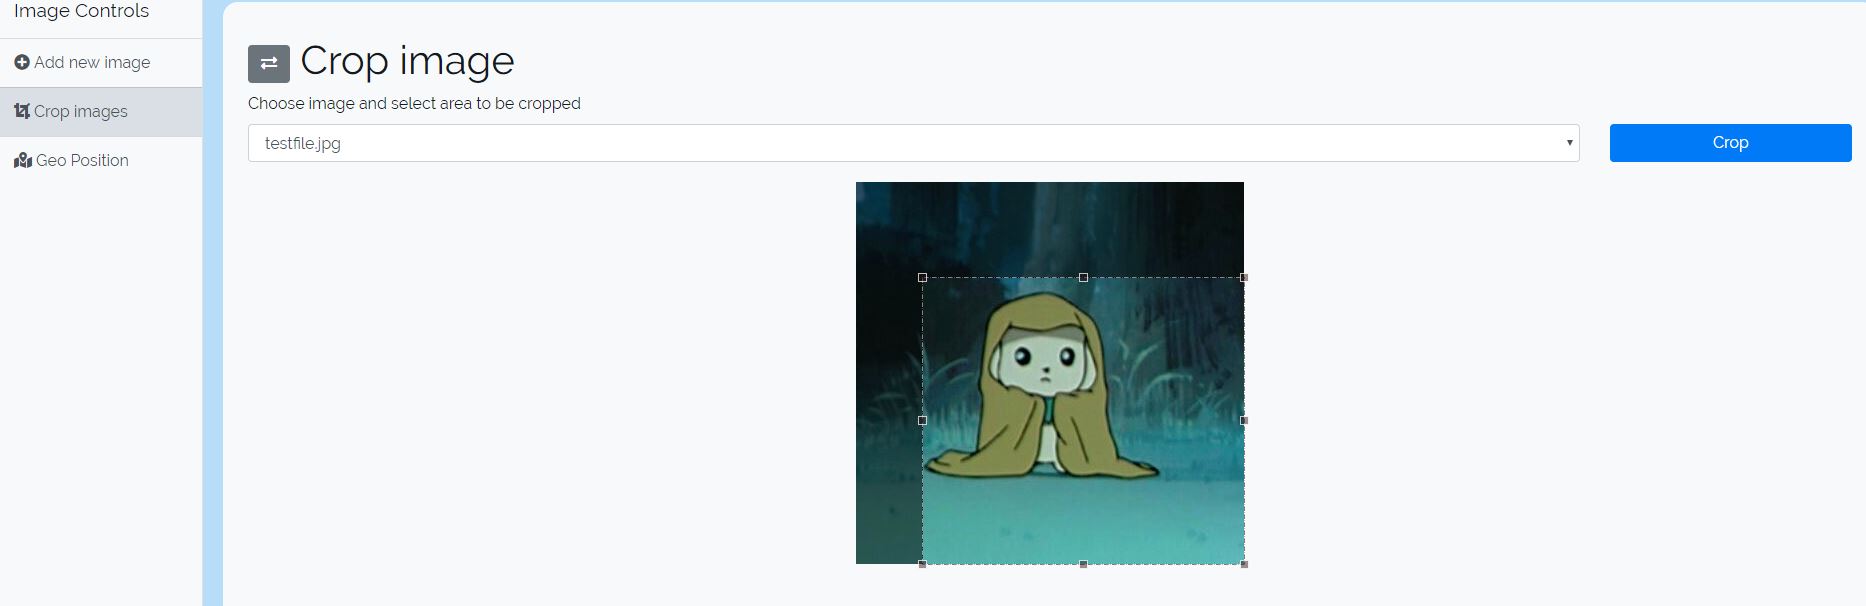 Image Controls
Add new image
Crop images
Geo Position
Crop image
Choose image and select area to be cropped
testfile.jpg
Crop